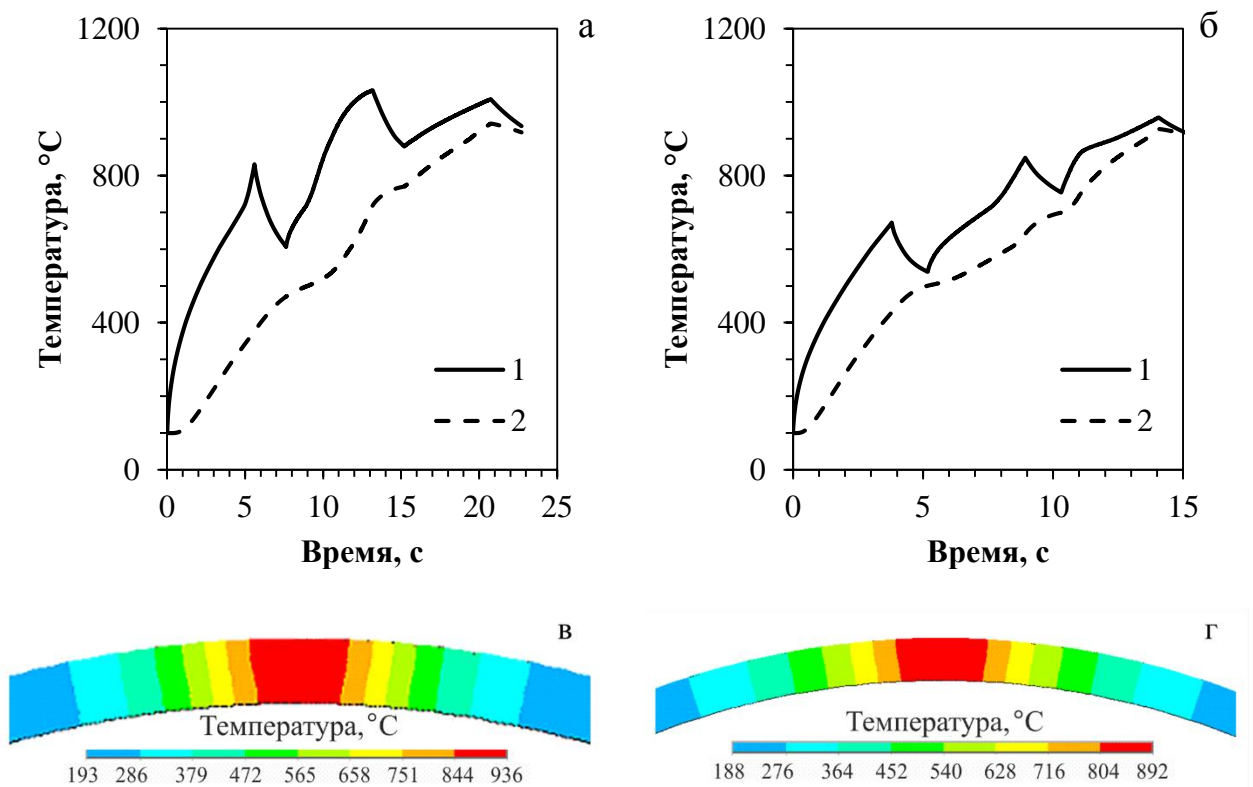 1200
а
800
400
0
Температура, °C
1
2
0 5 10 15 20 25
Время, с
1200
б
800
400
0
Температура, °C
1
2
0 5 10 15
Время, с
в
Температура,°C
193 286 379 472 565 658 751 844 936
г
Температура,°C
188 276 364 452 540 628 716 804 892